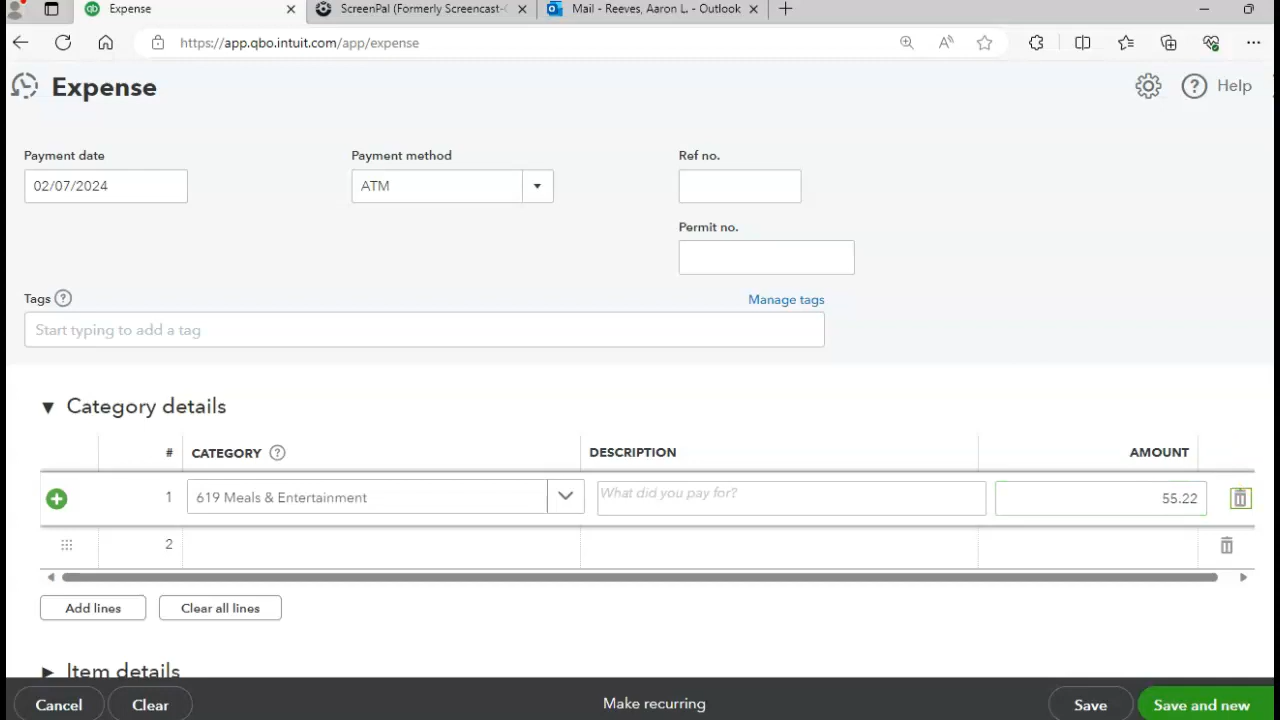 Expense
ScreenPal (Formerly Screencast-
Mail - Reeves, Aaron L. - Outlook
https://app.qbo.intuit.com/app/expense
Expense
Help
Payment date
Payment method
Ref no.
02/07/2024
ATM
Permit no.
Tags
Manage tags
Start typing to add a tag
Category details
# CATEGORY DESCRIPTION AMOUNT
1 619 Meals & Entertainment What did you pay for? 55.22
2
Add lines
Clear all lines
Item details
Cancel
Clear
Make recurring
Save
Save and new